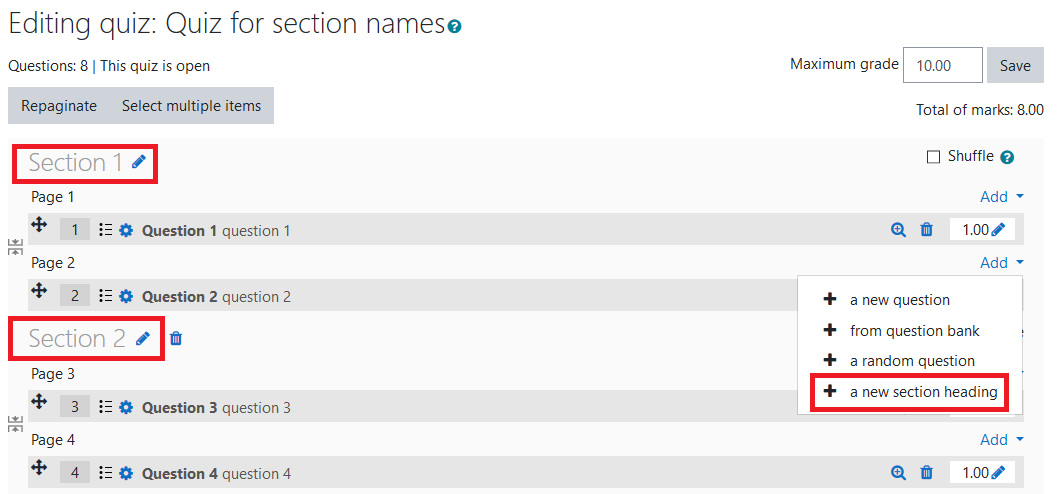 Editing quiz: Quiz for section names
Questions: 8 | This quiz is open
Maximum grade 10.00 Save
Repaginate Select multiple items
Total of marks: 8.00
Section 1
Shuffle
Page 1
Add
1 Question 1 question 1 1.00
Page 2
Add
2 Question 2 question 2
a new question
from question bank
a random question
a new section heading
Section 2
Page 3
3 Question 3 question 3
Page 4
Add
4 Question 4 question 4 1.00